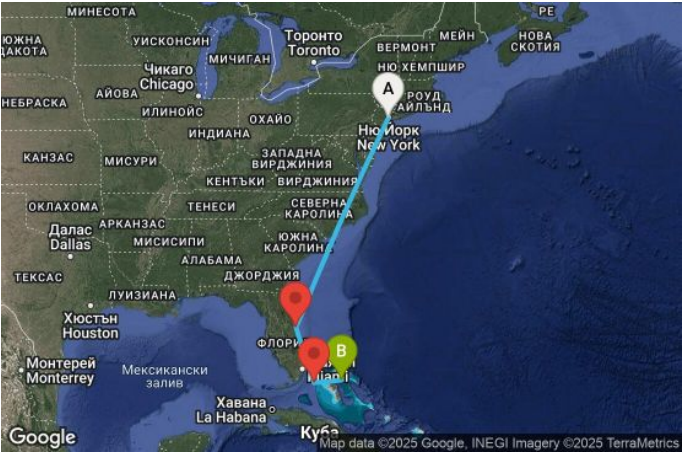 МИНЕСОТА
ЮЖНА
ДАКОТА
УИСКОНСИН
Торонто
Toronto
ВЕРМОНТ
МЕЙН
PE
НОВА
СКОТИЯ
МИЧИГАН
НЮ ХЕМПШИР
Чикаго
Chicago
АЙОВА
A
РОУД
АЙЛЪНД
НЕБРАСКА
ИЛИНОЙС
ОХАЙО
Ню Йорк
New York
ИНДИАНА
КАНЗАС
МИСУРИ
ЗАПАДНА
ВИРДЖИНИЯ
КЕНТЪКИ
ВИРДЖИНИЯ
ОКЛАХОМА
АРКАНЗАС
ТЕНЕСИ
СЕВЕРНА
КАРОЛИНА
Далас
Dallas
МИСИСИПИ
ЮЖНА
КАРОЛИНА
АЛАБАМА
ДЖОРДЖИЯ
ТЕКСАС
ЛУИЗИАНА
Хюстън
Houston
ФЛОРИ
B
Монтерей
Monterrey
Мексикански
залив
Miami
Хавана
La Habana
Куба
Google
Map data ©2025 Google, INEGI Imagery ©2025 TerraMetrics